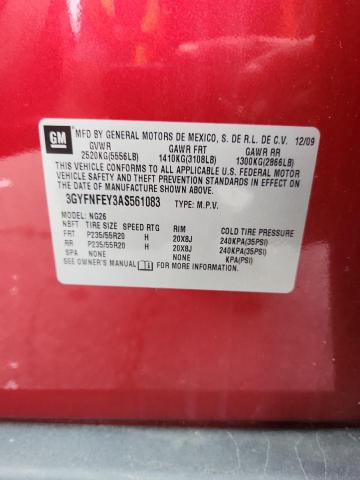 GM
MFD BY GENERAL MOTORS DE MEXICO, S. DE R.L. DE C.V. 12/09
GVWR GAWR FRT GAWR RR
2520KG(5556LB) 1410KG(3108LB) 1300KG(2866LB)
THIS VEHICLE CONFORMS TO ALL APPLICABLE U.S. FEDERAL MOTOR
VEHICLE SAFETY AND THEFT PREVENTION STANDARDS IN EFFECT ON
THE DATE OF MANUFACTURE SHOWN ABOVE.
3GYFNFEY3AS561083 TYPE: M.P.V.
MODEL: NG26
NBFT TIRE SIZE SPEED RTG RIM COLD TIRE PRESSURE
FRT P235/55R20 H 20X8J 240KPA(35PSI)
RR P235/55R20 H 20X8J 240KPA(35PSI)
SPA NONE NONE KPA(PSI)
SEE OWNER'S MANUAL FOR MORE INFORMATION